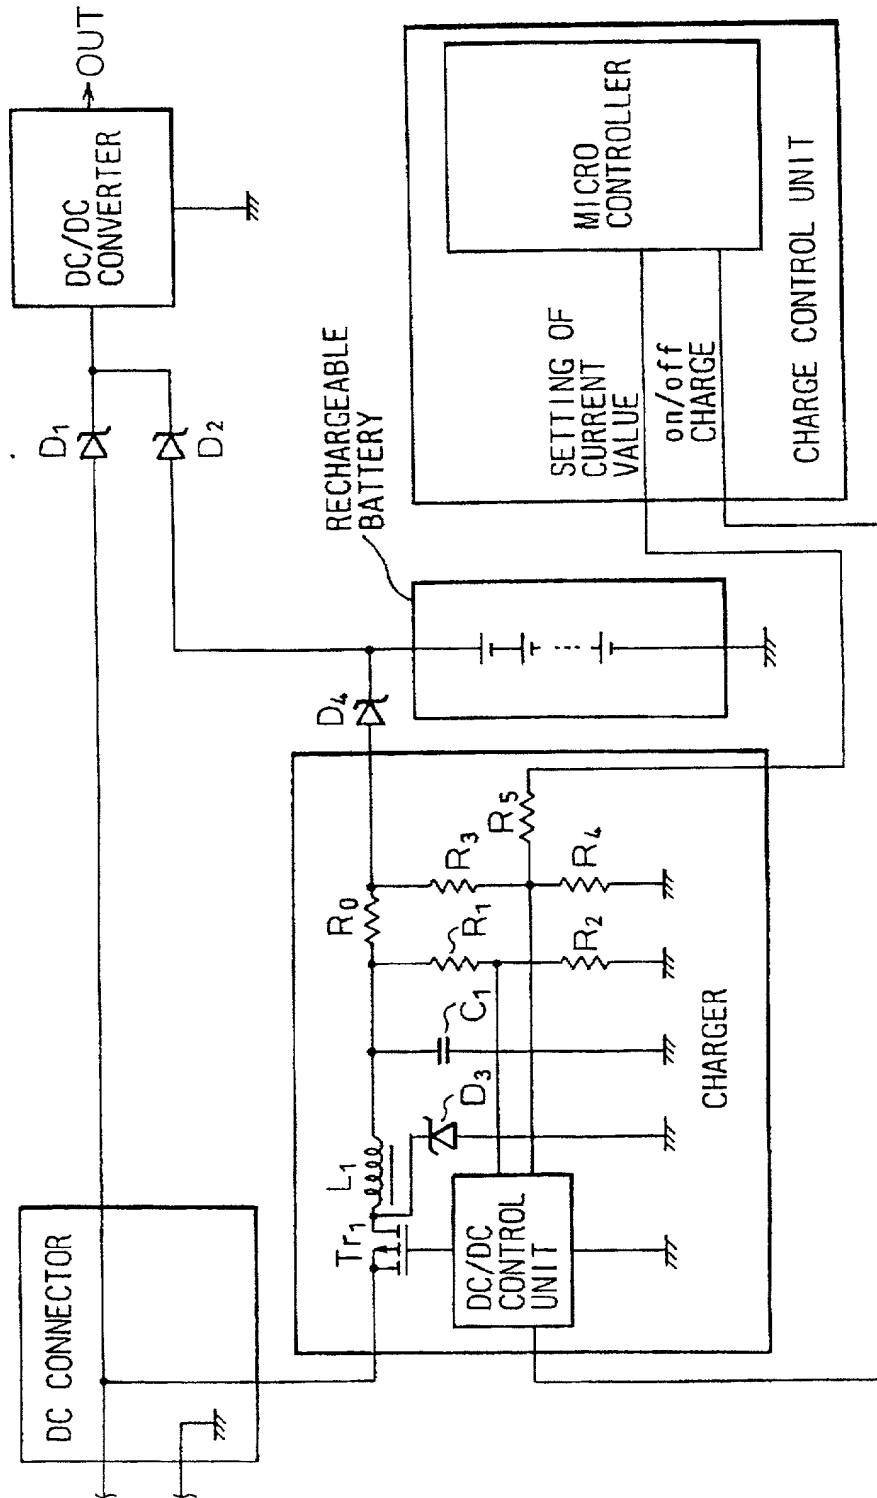 DC CONNECTOR
D1
D2
DC/DC
CONVERTER
OUT
Tr1
L1
R0
D4
RECHARGEABLE
BATTERY
D3
C1
R1
R3
R5
R2
R4
DC/DC
CONTROL
UNIT
CHARGER
SETTING OF
CURRENT
VALUE
on/off
CHARGE
MICRO
CONTROLLER
CHARGE CONTROL UNIT